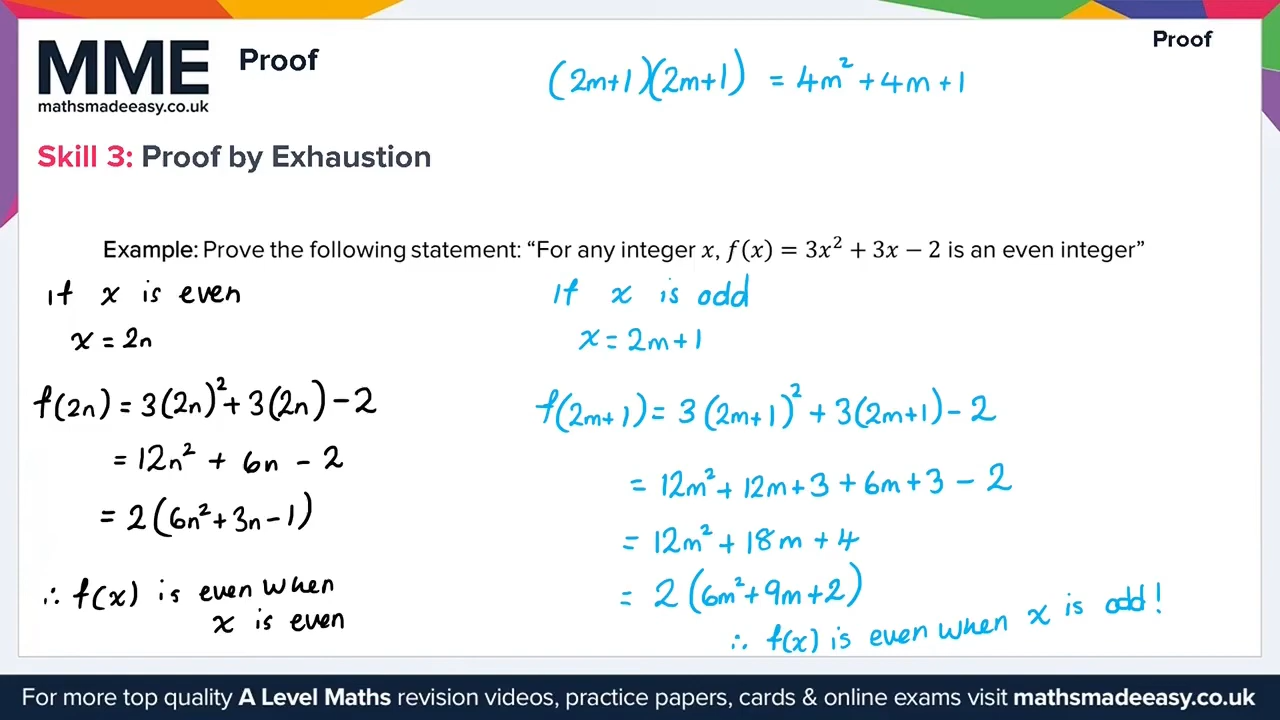 MME Proof
mathsmadeeasy.co.uk
Proof
(2m+1)(2m+1) = 4m² + 4m + 1
Skill 3: Proof by Exhaustion
Example: Prove the following statement: “For any integer x, f(x) = 3x² + 3x − 2 is an even integer”
If x is even
x = 2n
f(2n) = 3(2n)² + 3(2n) − 2
= 12n² + 6n − 2
= 2(6n² + 3n − 1)
∴ f(x) is even when
x is even
If x is odd
x = 2m + 1
f(2m+1) = 3(2m+1)² + 3(2m+1) − 2
= 12m² + 12m + 3 + 6m + 3 − 2
= 12m² + 18m + 4
= 2(6m² + 9m + 2)
∴ f(x) is even when x is odd!
For more top quality A Level Maths revision videos, practice papers, cards & online exams visit mathsmadeeasy.co.uk